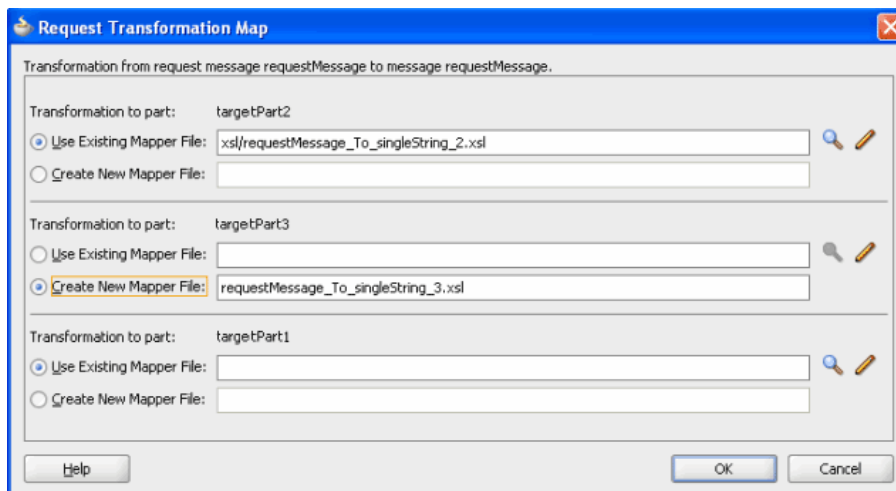 Request Transformation Map
Transformation from request message requestMessage to message requestMessage.
Transformation to part: targetPart2
Use Existing Mapper File: xsl/requestMessage_To_singleString_2.xsl
Create New Mapper File:
Transformation to part: targetPart3
Use Existing Mapper File:
Create New Mapper File: requestMessage_To_singleString_3.xsl
Transformation to part: targetPart1
Use Existing Mapper File:
Create New Mapper File:
Help OK Cancel